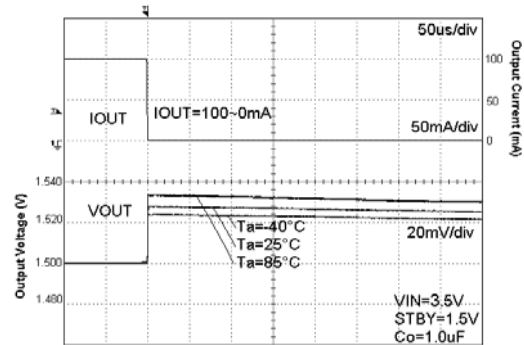 50us/div
100
IOUT
IOUT=100~0mA
50
50mA/div
0
Output Current (mA)
1.540
VOUT
1.520
20mV/div
Ta=-40°C
Ta=25°C
Ta=85°C
1.500
1.480
Output Voltage (V)
VIN=3.5V
STBY=1.5V
Co=1.0uF